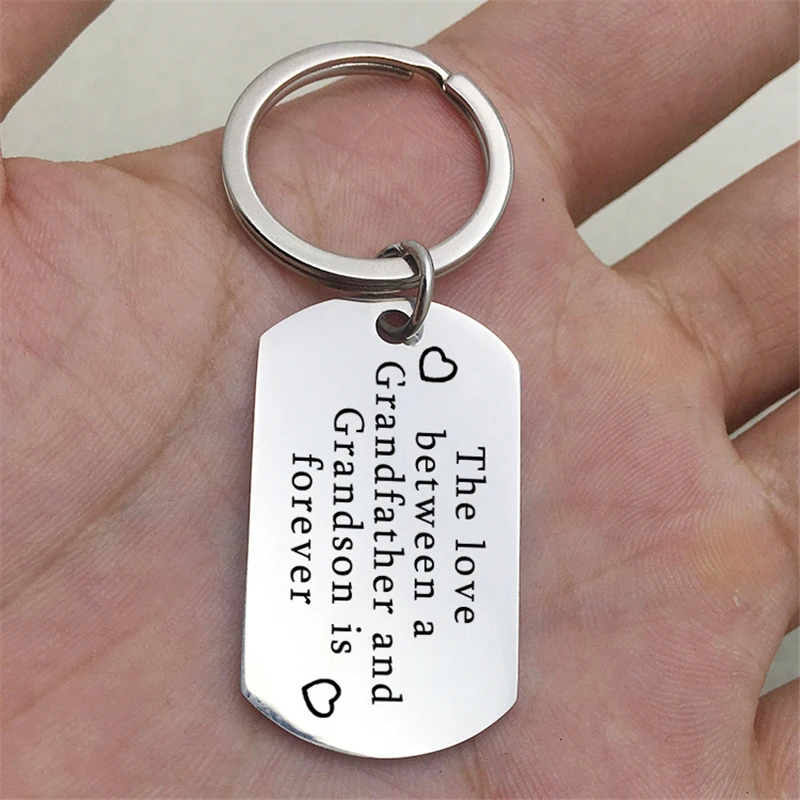 The love
between a
Grandfather and
Grandson is
forever